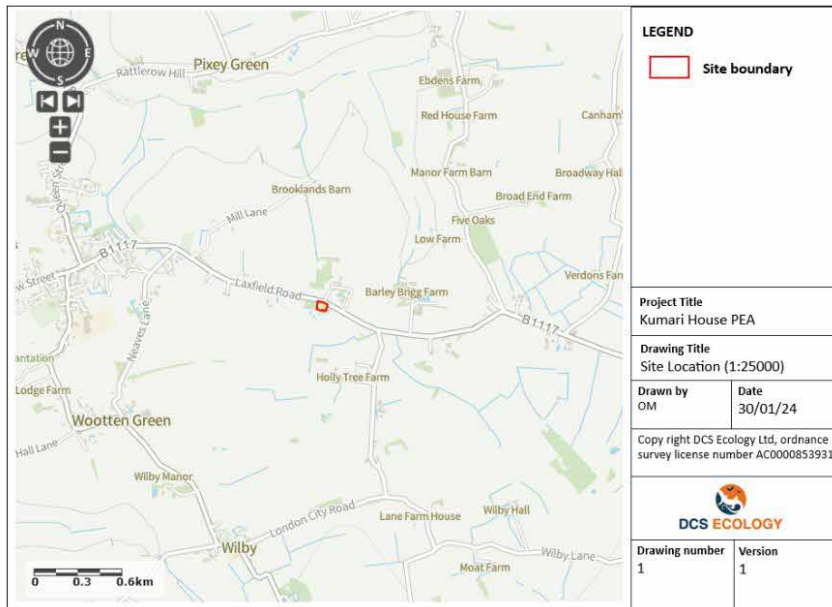 N
W
E
S
Pixey Green
Rattlerow Hill
Ebdens Farm
Red House Farm
Canham'
Manor Farm Barn
Broadway Hal
Brooklands Barn
Broad End Farm
Queen Str
Mill Lane
Five Oaks
Low Farm
B1117
w Street
Verdons Far
Laxfield Road
Barley Brigg Farm
B1117
Neaves Lane
antation
Holly Tree Farm
Lodge Farm
Wootten Green
Hall Lane
Wilby Manor
London City Road
Lane Farm House
Wilby Hall
Wilby
Wilby Lane
Moat Farm
0 0.3 0.6km
LEGEND
Site boundary
Project Title
Kumari House PEA
Drawing Title
Site Location (1:25000)
Drawn by
OM
Date
30/01/24
Copy right DCS Ecology Ltd, ordnance
survey license number AC0000853931
DCS ECOLOGY
Drawing number
1
Version
1